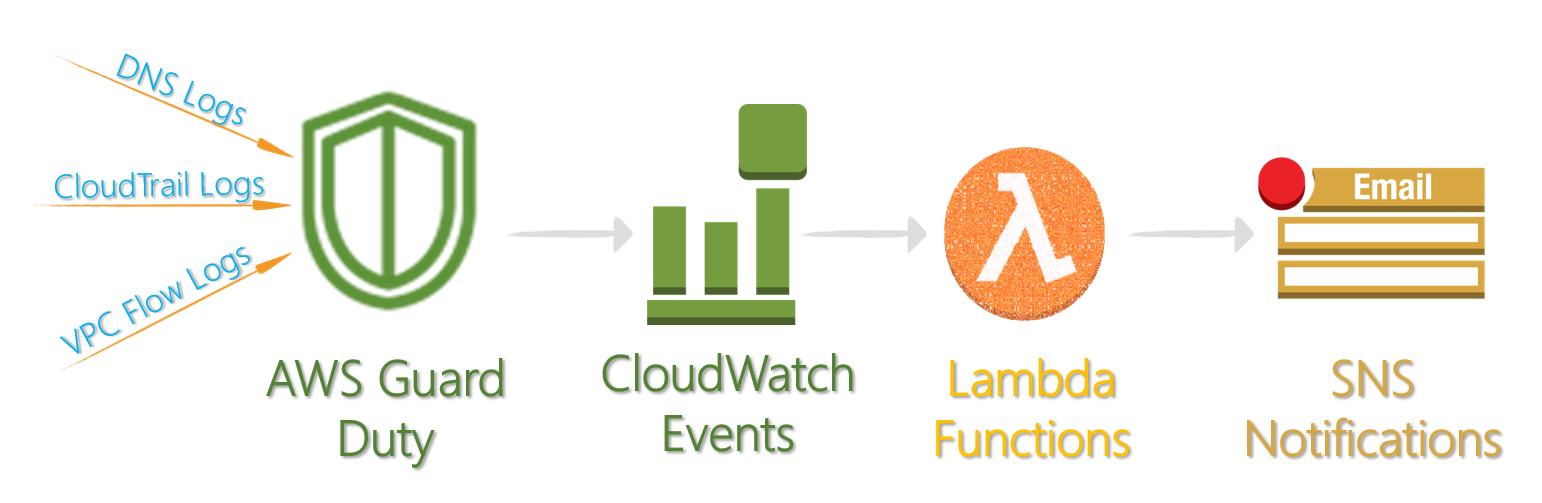 DNS Logs
CloudTrail Logs
VPC Flow Logs
AWS Guard
Duty
CloudWatch
Events
λ
Lambda
Functions
Email
SNS
Notifications